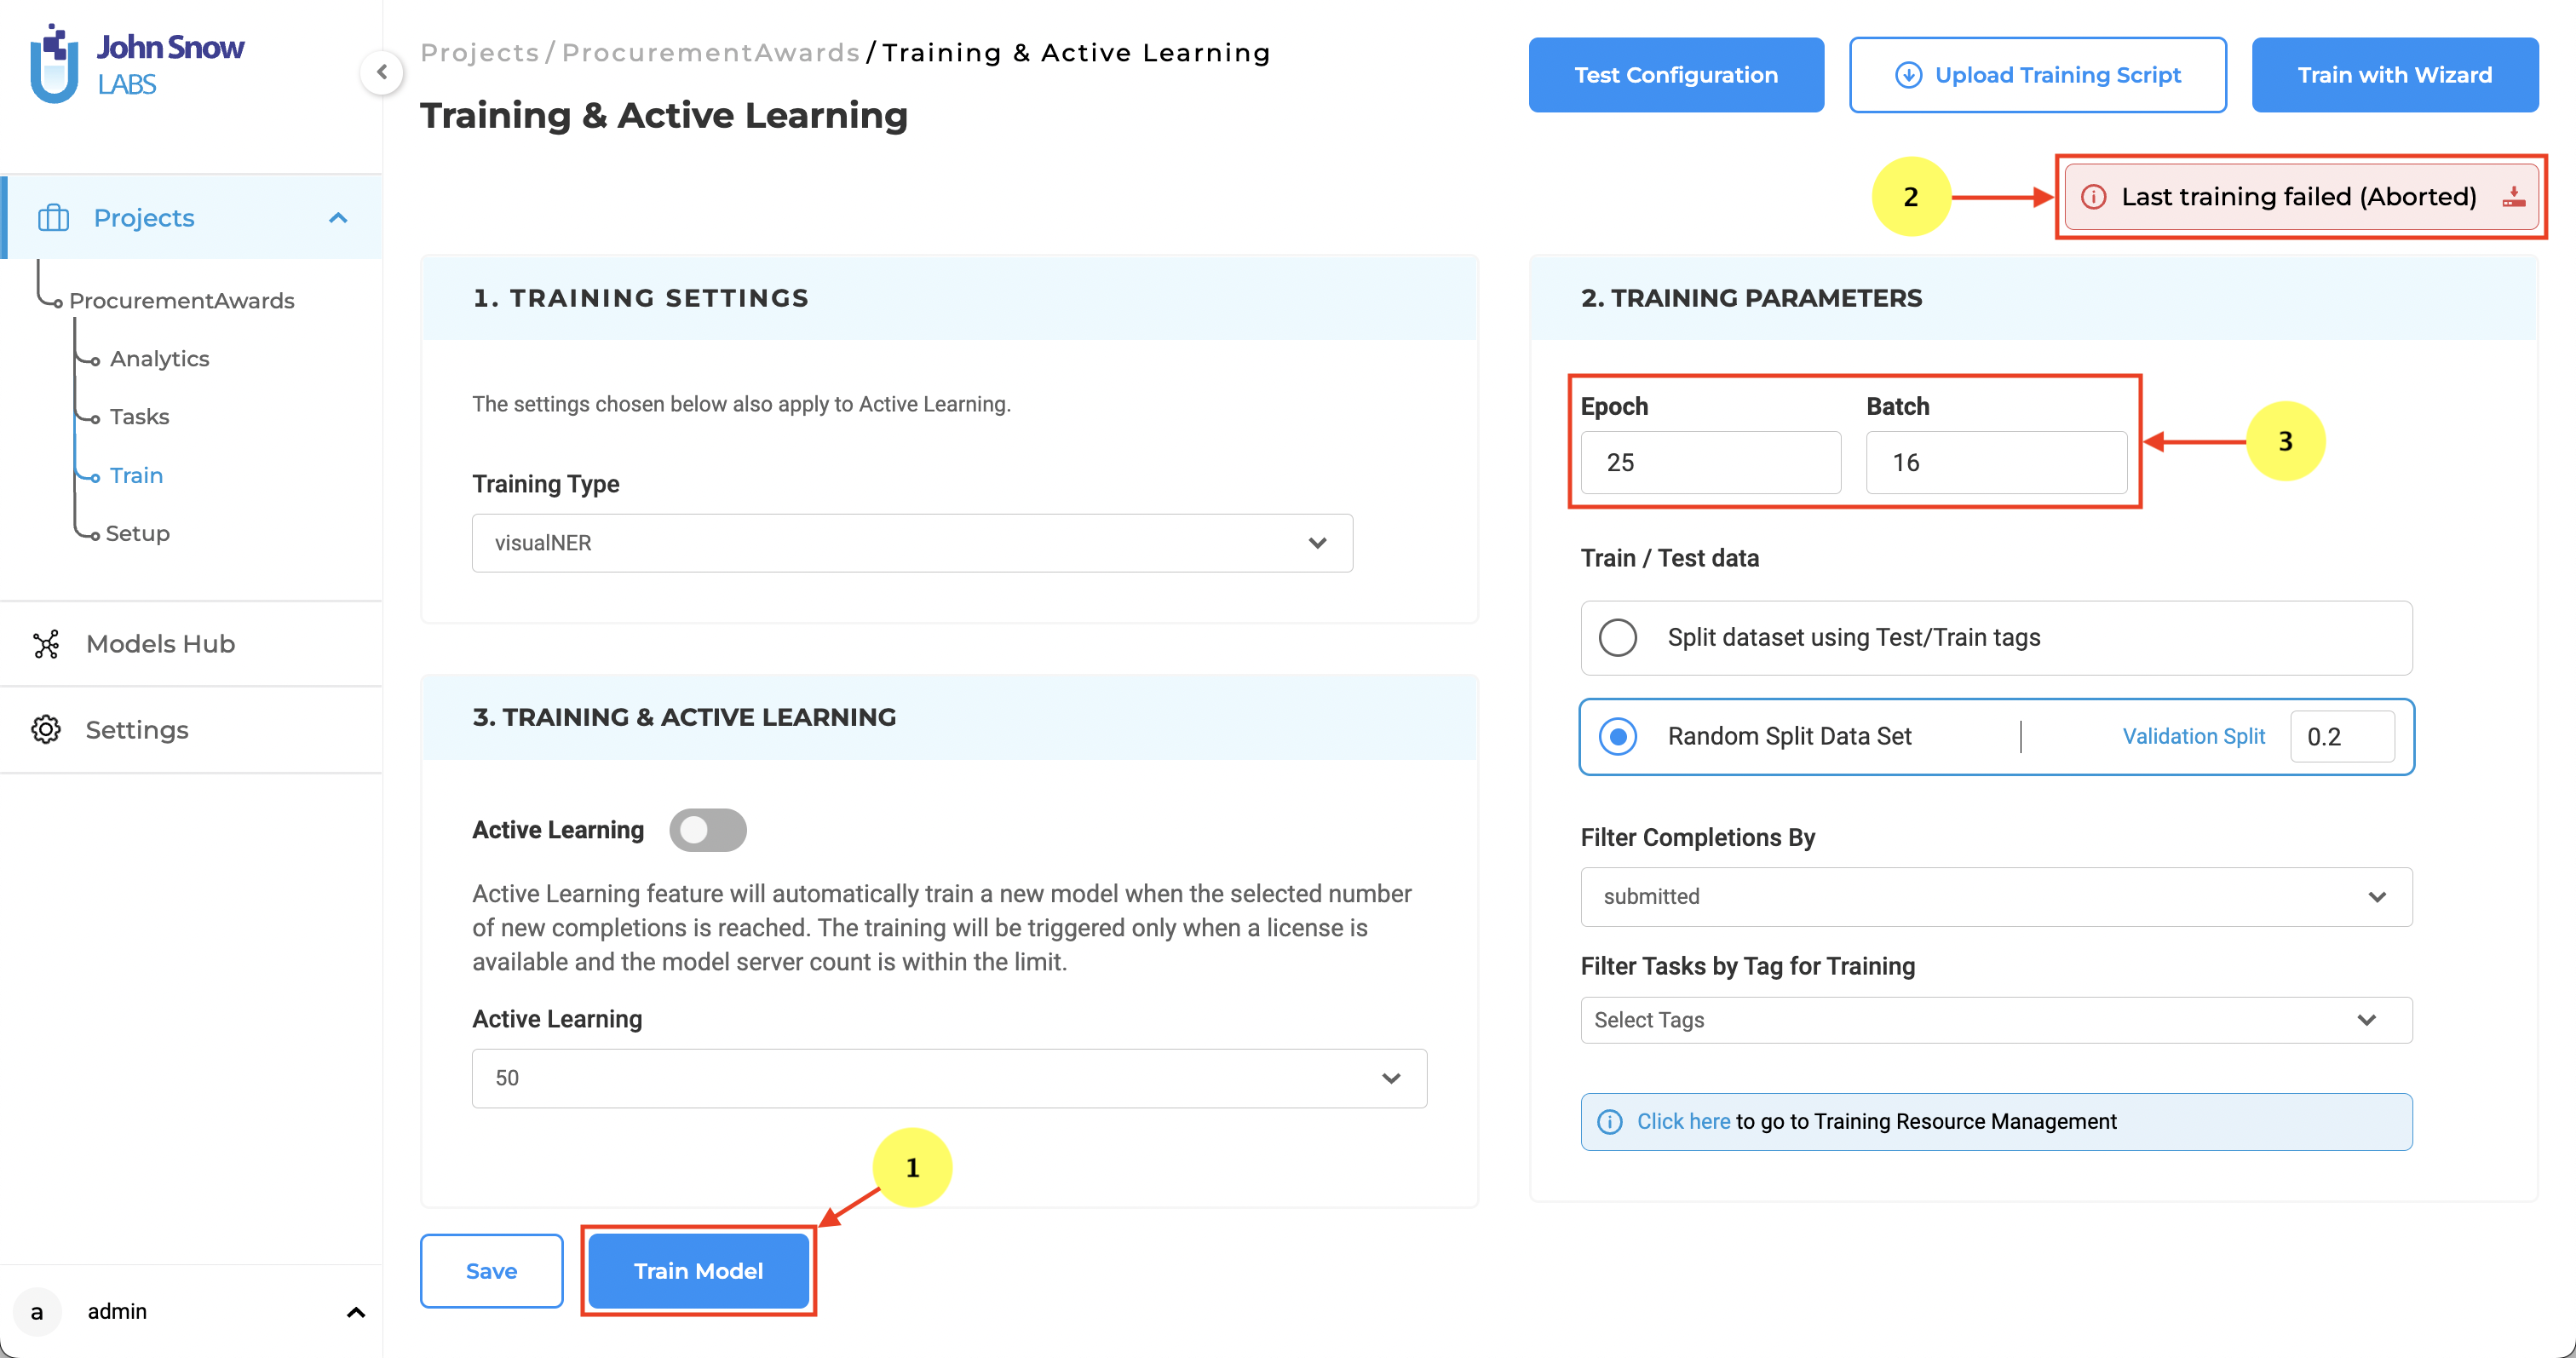 John Snow
LABS
Projects
ProcurementAwards
Analytics
Tasks
Train
Setup
Models Hub
Settings
a admin
Projects / ProcurementAwards / Training & Active Learning
Training & Active Learning
Test Configuration
Upload Training Script
Train with Wizard
2
Last training failed (Aborted)
1. TRAINING SETTINGS
The settings chosen below also apply to Active Learning.
Training Type
visualNER
2. TRAINING PARAMETERS
Epoch Batch
25 16
3
Train / Test data
Split dataset using Test/Train tags
Random Split Data Set | Validation Split 0.2
Filter Completions By
submitted
Filter Tasks by Tag for Training
Select Tags
Click here to go to Training Resource Management
3. TRAINING & ACTIVE LEARNING
Active Learning
Active Learning feature will automatically train a new model when the selected number
of new completions is reached. The training will be triggered only when a license is
available and the model server count is within the limit.
Active Learning
50
1
Save
Train Model